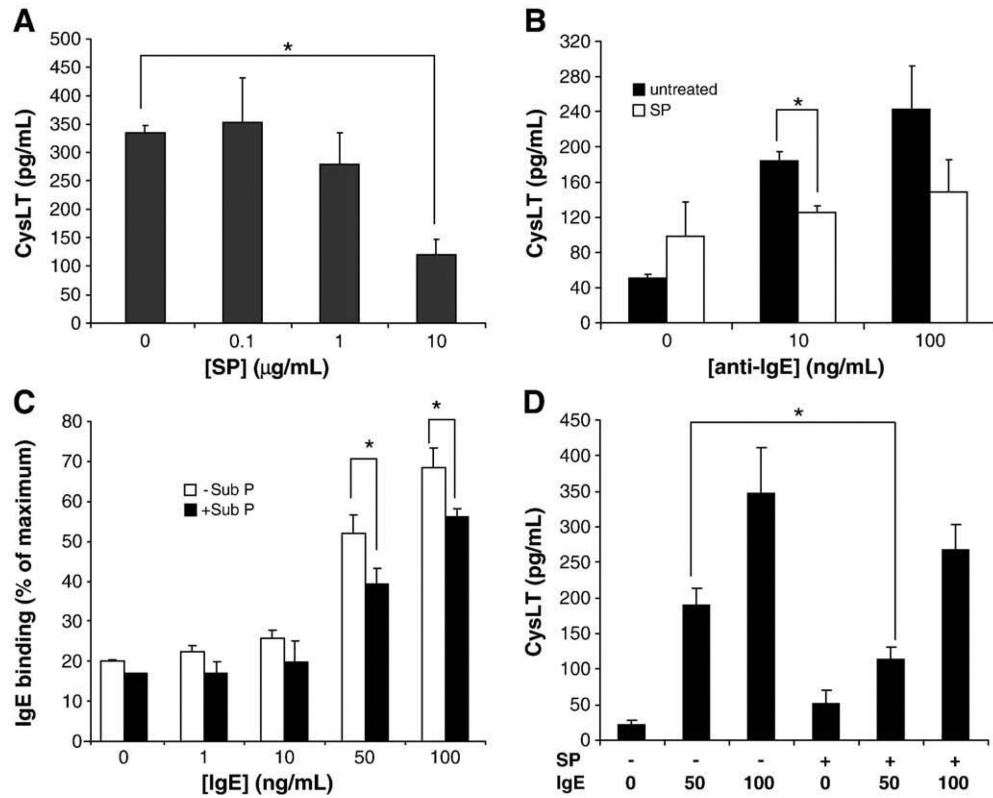 A
500
450
400
350
300
250
200
150
100
50
0
CysLT (pg/mL)
*
0 0.1 1 10
[SP] (μg/mL)
B
320
280
240
200
160
120
80
40
0
CysLT (pg/mL)
untreated
SP
*
0 10 100
[anti-IgE] (ng/mL)
C
80
70
60
50
40
30
20
10
0
IgE binding (% of maximum)
- Sub P
+Sub P
*
*
0 1 10 50 100
[IgE] (ng/mL)
D
450
400
350
300
250
200
150
100
50
0
CysLT (pg/mL)
*
SP - - - + + +
IgE 0 50 100 0 50 100